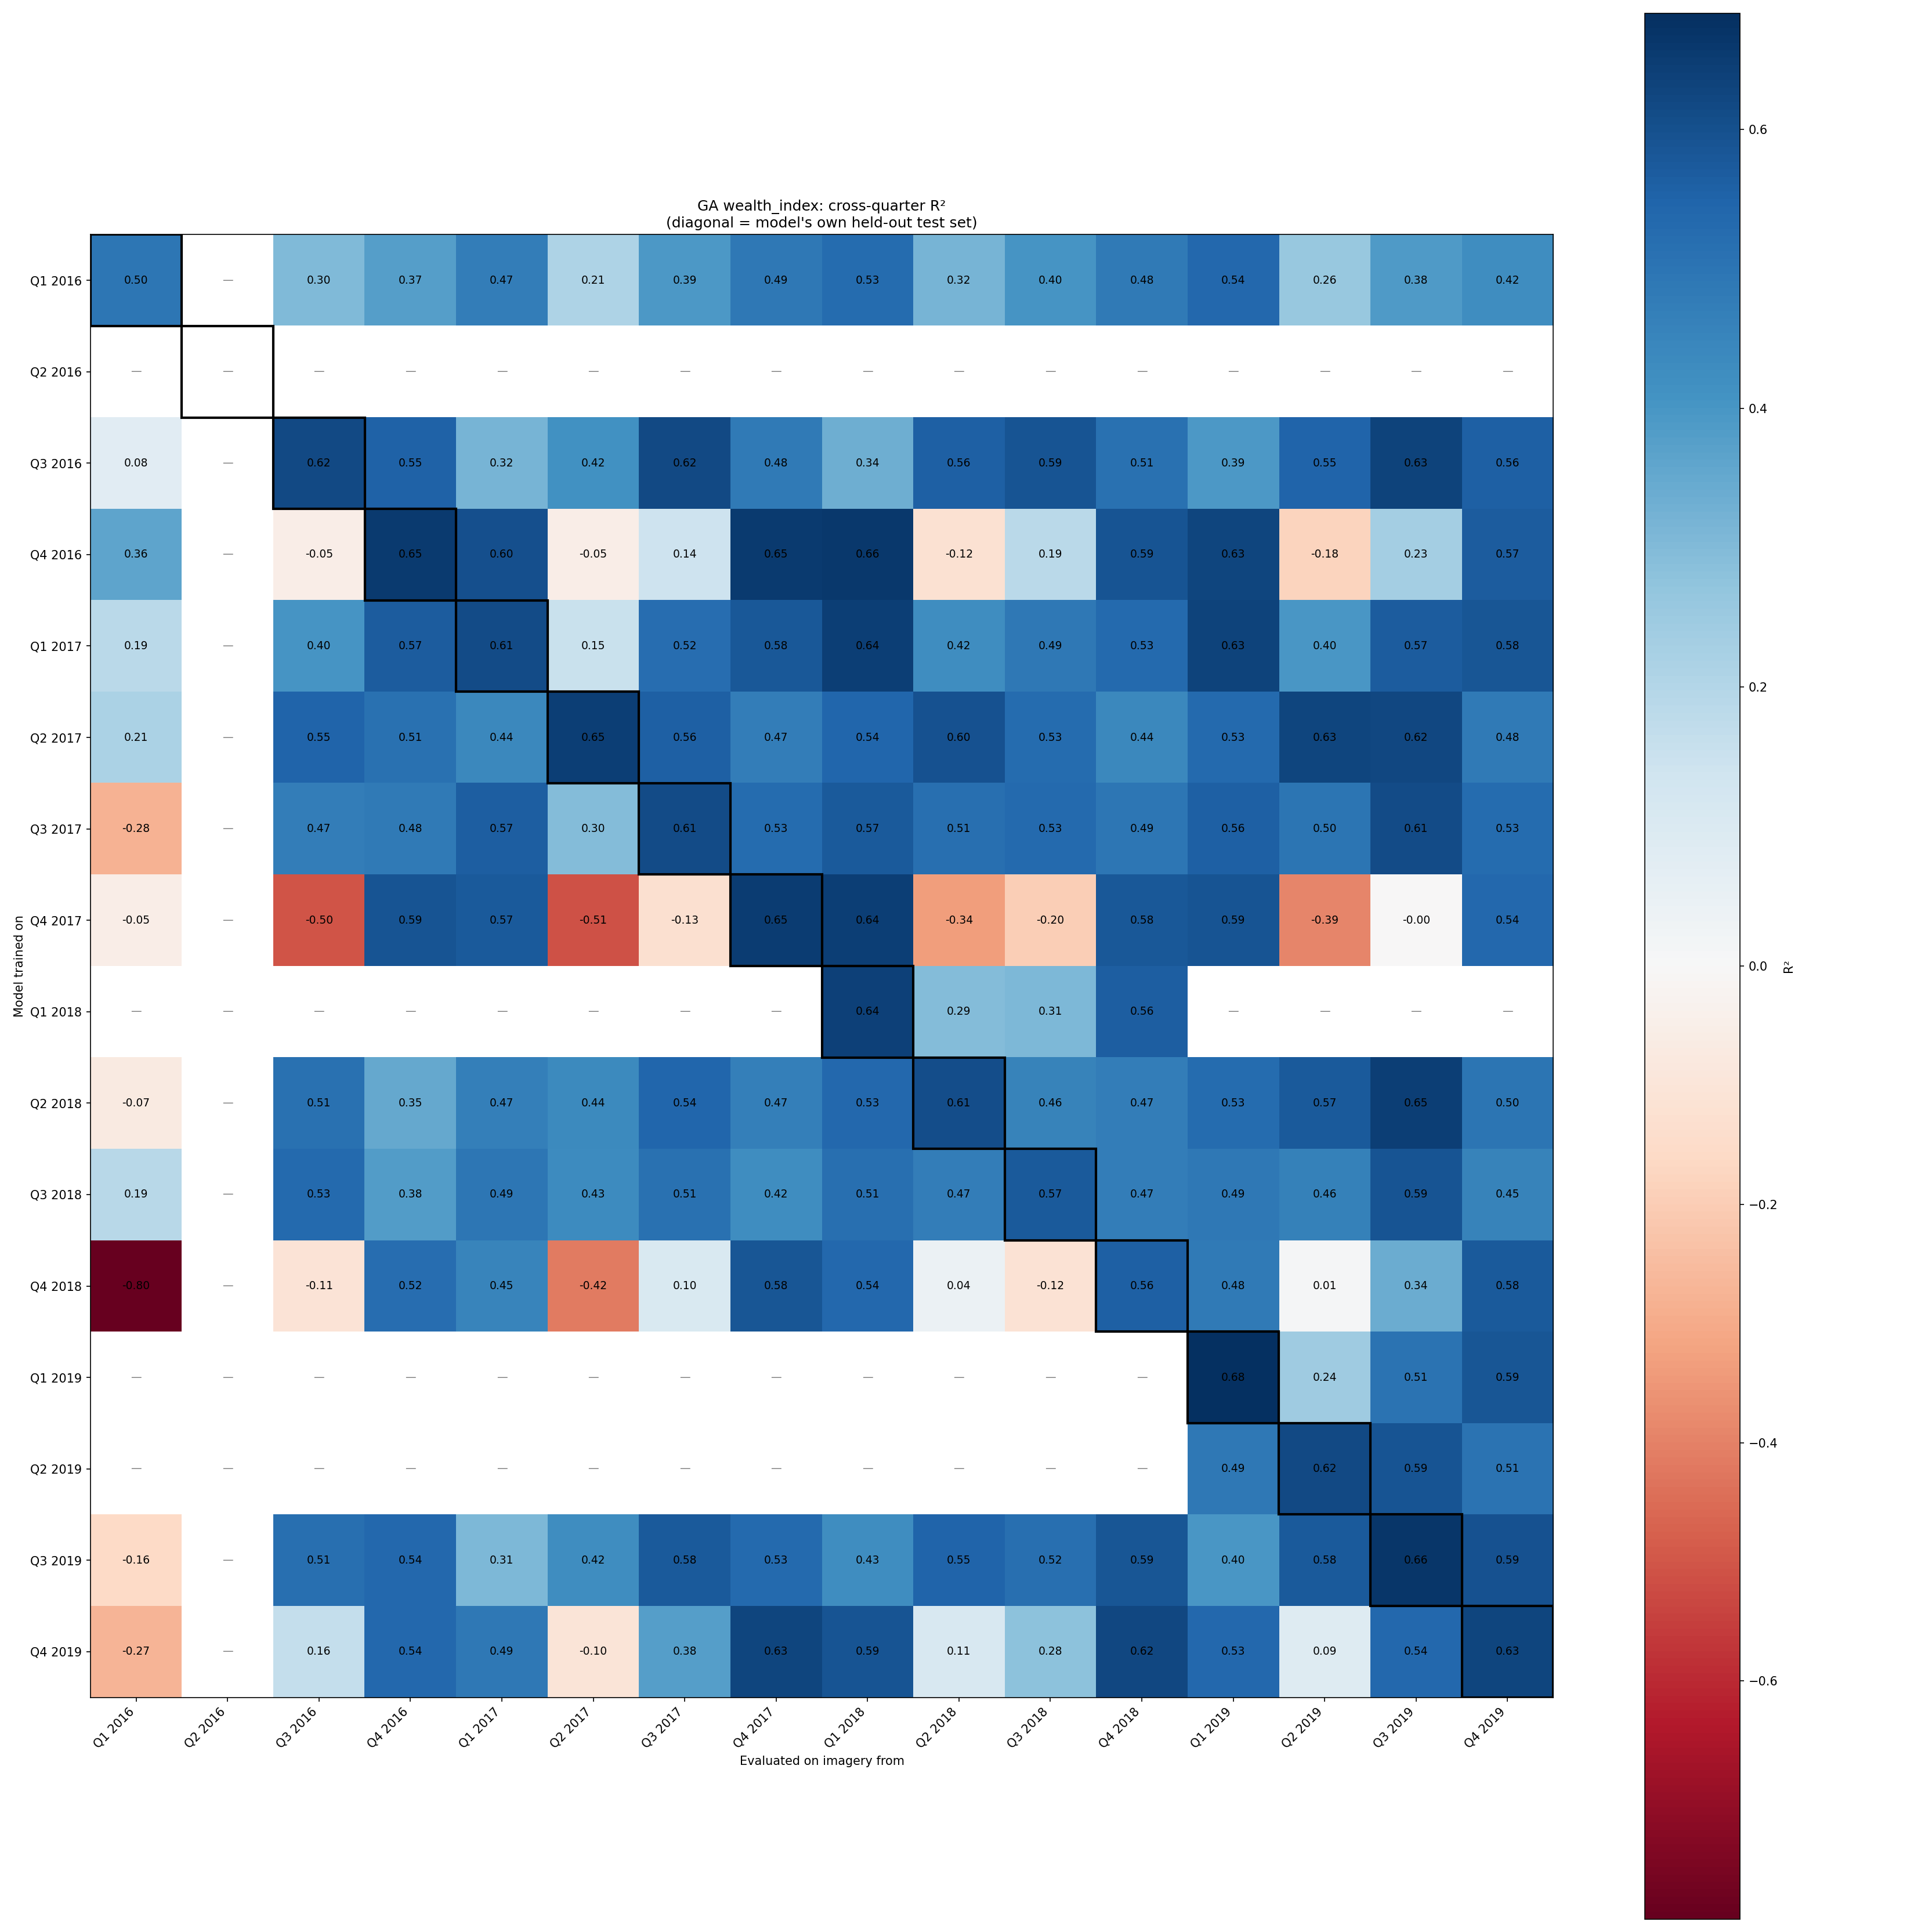 GA wealth_index: cross-quarter R²
(diagonal = model's own held-out test set)
Model trained on
Q1 2016 0.50 — 0.30 0.37 0.47 0.21 0.39 0.49 0.53 0.32 0.40 0.48 0.54 0.26 0.38 0.42
Q2 2016 — — — — — — — — — — — — — — — —
Q3 2016 0.08 — 0.62 0.55 0.32 0.42 0.62 0.48 0.34 0.56 0.59 0.51 0.39 0.55 0.63 0.56
Q4 2016 0.36 — -0.05 0.65 0.60 -0.05 0.14 0.65 0.66 -0.12 0.19 0.59 0.63 -0.18 0.23 0.57
Q1 2017 0.19 — 0.40 0.57 0.61 0.15 0.52 0.58 0.64 0.42 0.49 0.53 0.63 0.40 0.57 0.58
Q2 2017 0.21 — 0.55 0.51 0.44 0.65 0.56 0.47 0.54 0.60 0.53 0.44 0.53 0.63 0.62 0.48
Q3 2017 -0.28 — 0.47 0.48 0.57 0.30 0.61 0.53 0.57 0.51 0.53 0.49 0.56 0.50 0.61 0.53
Q4 2017 -0.05 — -0.50 0.59 0.57 -0.51 -0.13 0.65 0.64 -0.34 -0.20 0.58 0.59 -0.39 -0.00 0.54
Q1 2018 — — — — — — — — 0.64 0.29 0.31 0.56 — — — —
Q2 2018 -0.07 — 0.51 0.35 0.47 0.44 0.54 0.47 0.53 0.61 0.46 0.47 0.53 0.57 0.65 0.50
Q3 2018 0.19 — 0.53 0.38 0.49 0.43 0.51 0.42 0.51 0.47 0.57 0.47 0.49 0.46 0.59 0.45
Q4 2018 -0.80 — -0.11 0.52 0.45 -0.42 0.10 0.58 0.54 0.04 -0.12 0.56 0.48 0.01 0.34 0.58
Q1 2019 — — — — — — — — — — — — 0.68 0.24 0.51 0.59
Q2 2019 — — — — — — — — — — — — 0.49 0.62 0.59 0.51
Q3 2019 -0.16 — 0.51 0.54 0.31 0.42 0.58 0.53 0.43 0.55 0.52 0.59 0.40 0.58 0.66 0.59
Q4 2019 -0.27 — 0.16 0.54 0.49 -0.10 0.38 0.63 0.59 0.11 0.28 0.62 0.53 0.09 0.54 0.63
Q1 2016 Q2 2016 Q3 2016 Q4 2016 Q1 2017 Q2 2017 Q3 2017 Q4 2017 Q1 2018 Q2 2018 Q3 2018 Q4 2018 Q1 2019 Q2 2019 Q3 2019 Q4 2019
Evaluated on imagery from
0.6
0.4
0.2
0.0
−0.2
−0.4
−0.6
R²